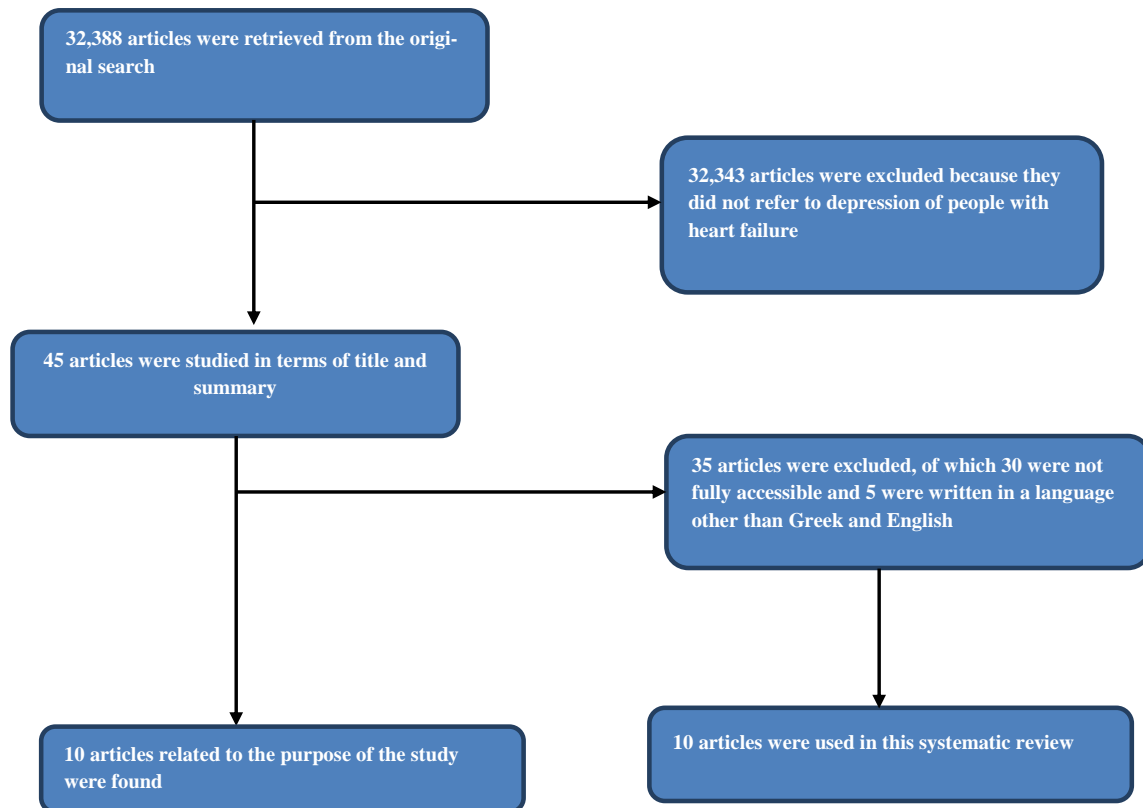 32,388 articles were retrieved from the origi-
nal search
32,343 articles were excluded because they
did not refer to depression of people with
heart failure
45 articles were studied in terms of title and
summary
35 articles were excluded, of which 30 were not
fully accessible and 5 were written in a language
other than Greek and English
10 articles related to the purpose of the study
were found
10 articles were used in this systematic review